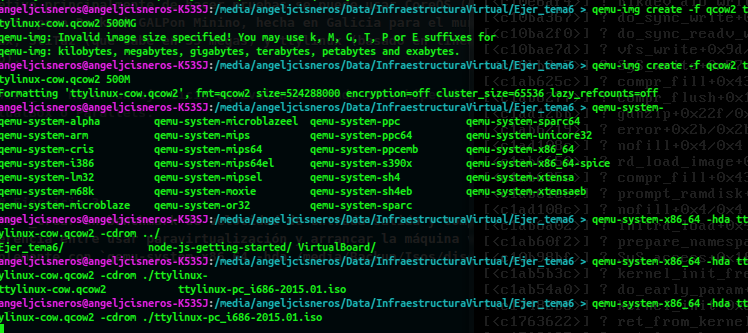 angeljcisneros@angeljcisneros-K53SJ:/media/angeljcisneros/Data/InfraestructuraVirtual/Ejer_tema6 > qemu-img create -f qcow2 t
tylinux-cow.qcow2 500MG
qemu-img: Invalid image size specified! You may use k, M, G, T, P or E suffixes for
qemu-img: kilobytes, megabytes, gigabytes, terabytes, petabytes and exabytes.
angeljcisneros@angeljcisneros-K53SJ:/media/angeljcisneros/Data/InfraestructuraVirtual/Ejer_tema6 > qemu-img create -f qcow2 t
ttylinux-cow.qcow2 500M
Formatting 'ttylinux-cow.qcow2', fmt=qcow2 size=524288000 encryption=off cluster_size=65536 lazy_refcounts=off
angeljcisneros@angeljcisneros-K53SJ:/media/angeljcisneros/Data/InfraestructuraVirtual/Ejer_tema6 > qemu-system-
qemu-system-alpha qemu-system-microblazeel qemu-system-ppc qemu-system-sparc64
qemu-system-arm qemu-system-mips qemu-system-ppc64 qemu-system-unicore32
qemu-system-cris qemu-system-mips64 qemu-system-ppcemb qemu-system-x86_64
qemu-system-i386 qemu-system-mips64el qemu-system-s390x qemu-system-x86_64-spice
qemu-system-lm32 qemu-system-mipsel qemu-system-sh4 qemu-system-xtensa
qemu-system-m68k qemu-system-moxie qemu-system-sh4eb qemu-system-xtensaeb
qemu-system-microblaze qemu-system-or32 qemu-system-sparc
angeljcisneros@angeljcisneros-K53SJ:/media/angeljcisneros/Data/InfraestructuraVirtual/Ejer_tema6 > qemu-system-x86_64 -hda tt
ylinux-cow.qcow2 -cdrom ../
Ejer_tema6/ node-js-getting-started/ VirtualBoard/
angeljcisneros@angeljcisneros-K53SJ:/media/angeljcisneros/Data/InfraestructuraVirtual/Ejer_tema6 > qemu-system-x86_64 -hda tt
ylinux-cow.qcow2 -cdrom ./ttylinux-
ttylinux-cow.qcow2 ttylinux-pc_i686-2015.01.iso
angeljcisneros@angeljcisneros-K53SJ:/media/angeljcisneros/Data/InfraestructuraVirtual/Ejer_tema6 > qemu-system-x86_64 -hda tt
ylinux-cow.qcow2 -cdrom ./ttylinux-pc_i686-2015.01.iso